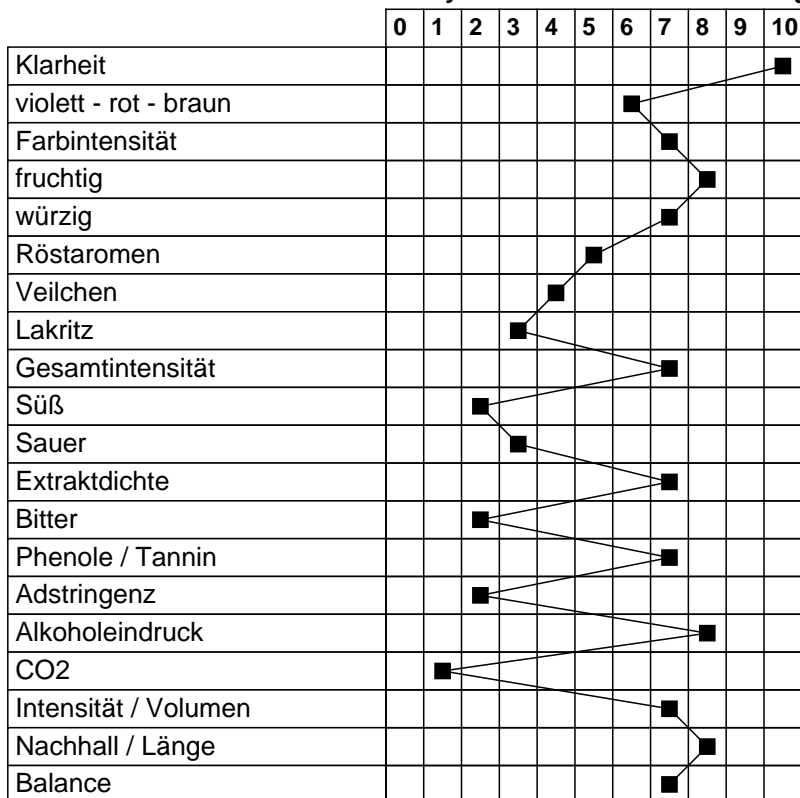 0 1 2 3 4 5 6 7 8 9 10
Klarheit
violett - rot - braun
Farbintensität
fruchtig
würzig
Röstaromen
Veilchen
Lakritz
Gesamtintensität
Süß
Sauer
Extraktdichte
Bitter
Phenole / Tannin
Adstringenz
Alkoholeindruck
CO2
Intensität / Volumen
Nachhall / Länge
Balance